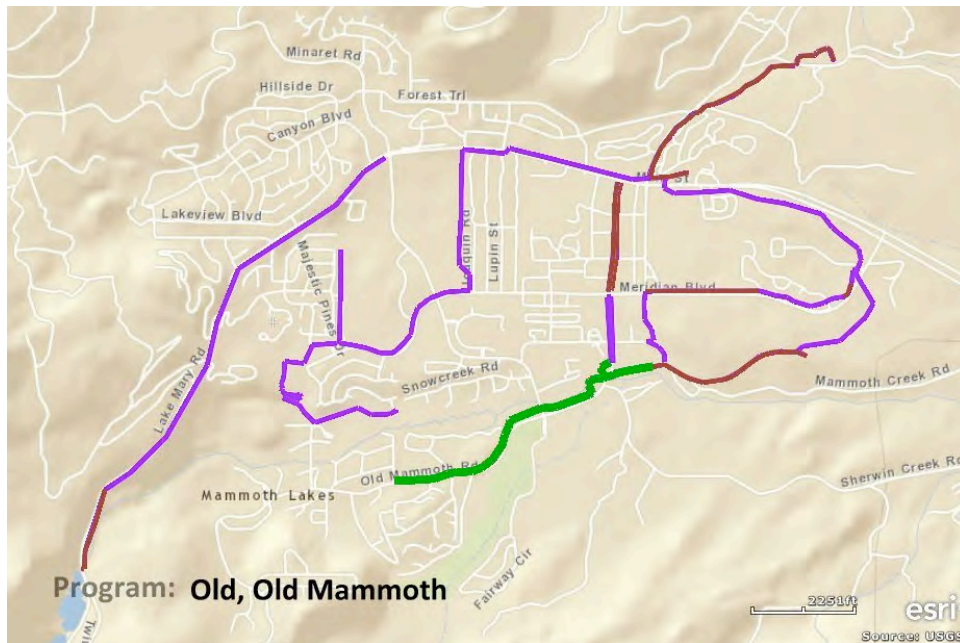 Minaret Rd
Hillside Dr
Forest Trl
Canyon Blvd
Lakeview Blvd
Majestic Pines Dr
Lupin St
Meridian Blvd
Lake Mary Rd
Snowcreek Rd
Mammoth Creek Rd
Old Mammoth Rd
Sherwin Creek Rd
Mammoth Lakes
Fairway Cir
Program: Old, Old Mammoth
2251ft
esri
Source: USGS